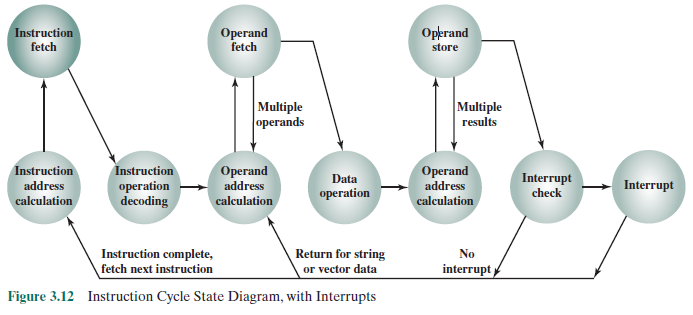 Instruction
fetch
Operand
fetch
Operand
store
Multiple
operands
Multiple
results
Instruction
address
calculation
Instruction
operation
decoding
Operand
address
calculation
Data
operation
Operand
address
calculation
Interrupt
check
Interrupt
Instruction complete,
fetch next instruction
Return for string
or vector data
No
interrupt
Figure 3.12 Instruction Cycle State Diagram, with Interrupts